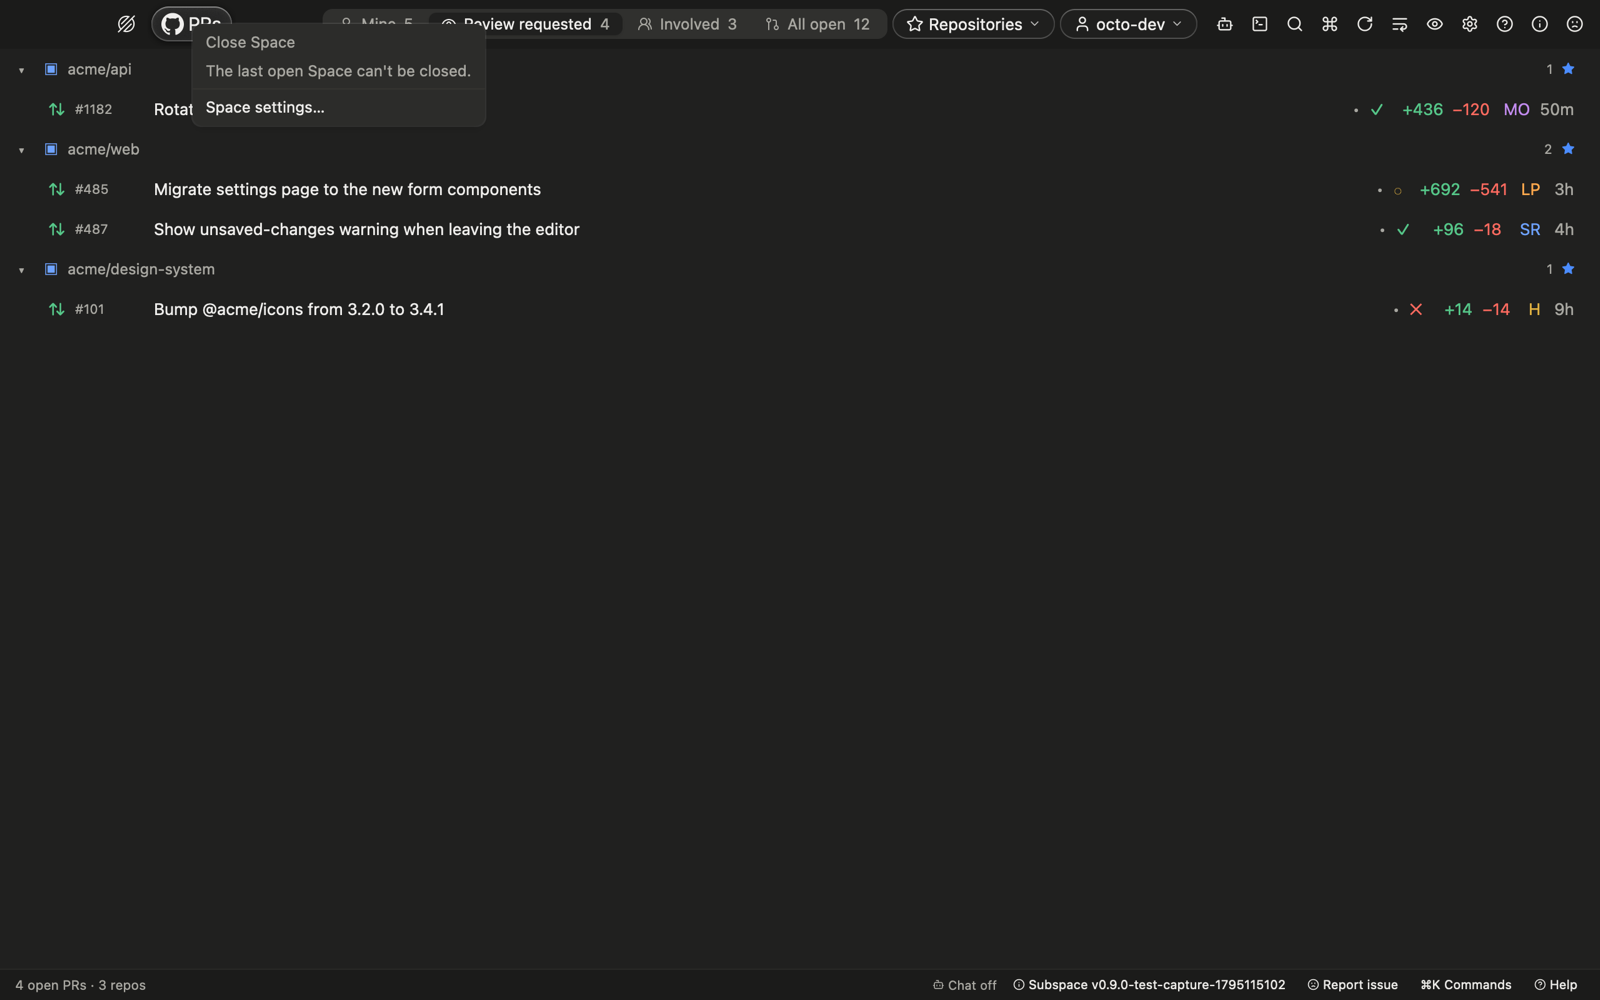 PRs
Mine 5
Review requested 4
Involved 3
All open 12
Repositories
octo-dev
Close Space
The last open Space can't be closed.
Space settings...
acme/api
1
#1182
+436 −120 MO 50m
acme/web
2
#485 Migrate settings page to the new form components
+692 −541 LP 3h
#487 Show unsaved-changes warning when leaving the editor
+96 −18 SR 4h
acme/design-system
1
#101 Bump @acme/icons from 3.2.0 to 3.4.1
+14 −14 H 9h
4 open PRs · 3 repos
Chat off
Subspace v0.9.0-test-capture-1795115102
Report issue
⌘K Commands
Help